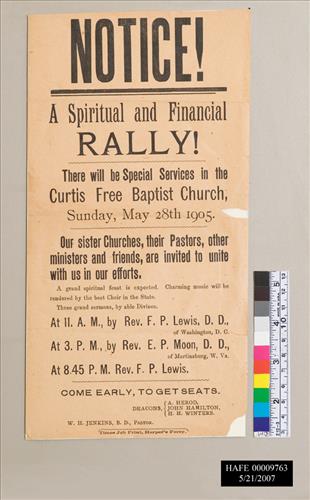 NOTICE!
A Spiritual and Financial
RALLY!
There will be Special Services in the
Curtis Free Baptist Church,
Sunday, May 28th 1905.
Our sister Churches, their Pastors, other
ministers and friends, are invited to unite
with us in our efforts.
A grand spiritual feast is expected. Charming music will be
rendered by the best Choir in the State.
Three grand sermons, by able Divines.
At 11. A. M., by Rev. F. P. Lewis, D. D.,
of Washington, D. C.
At 3. P. M., by Rev. E. P. Moon, D. D.,
of Martinsburg, W. Va.
At 8.45 P. M. Rev. F. P. Lewis.
COME EARLY, TO GET SEATS.
A. HEROD,
DEACONS, JOHN HAMILTON,
H. H. WINTERS.
W. H. JENKINS, B. D., Pastor.
Times Job Print, Harper's Ferry.
HAFE 00009763
5/21/2007